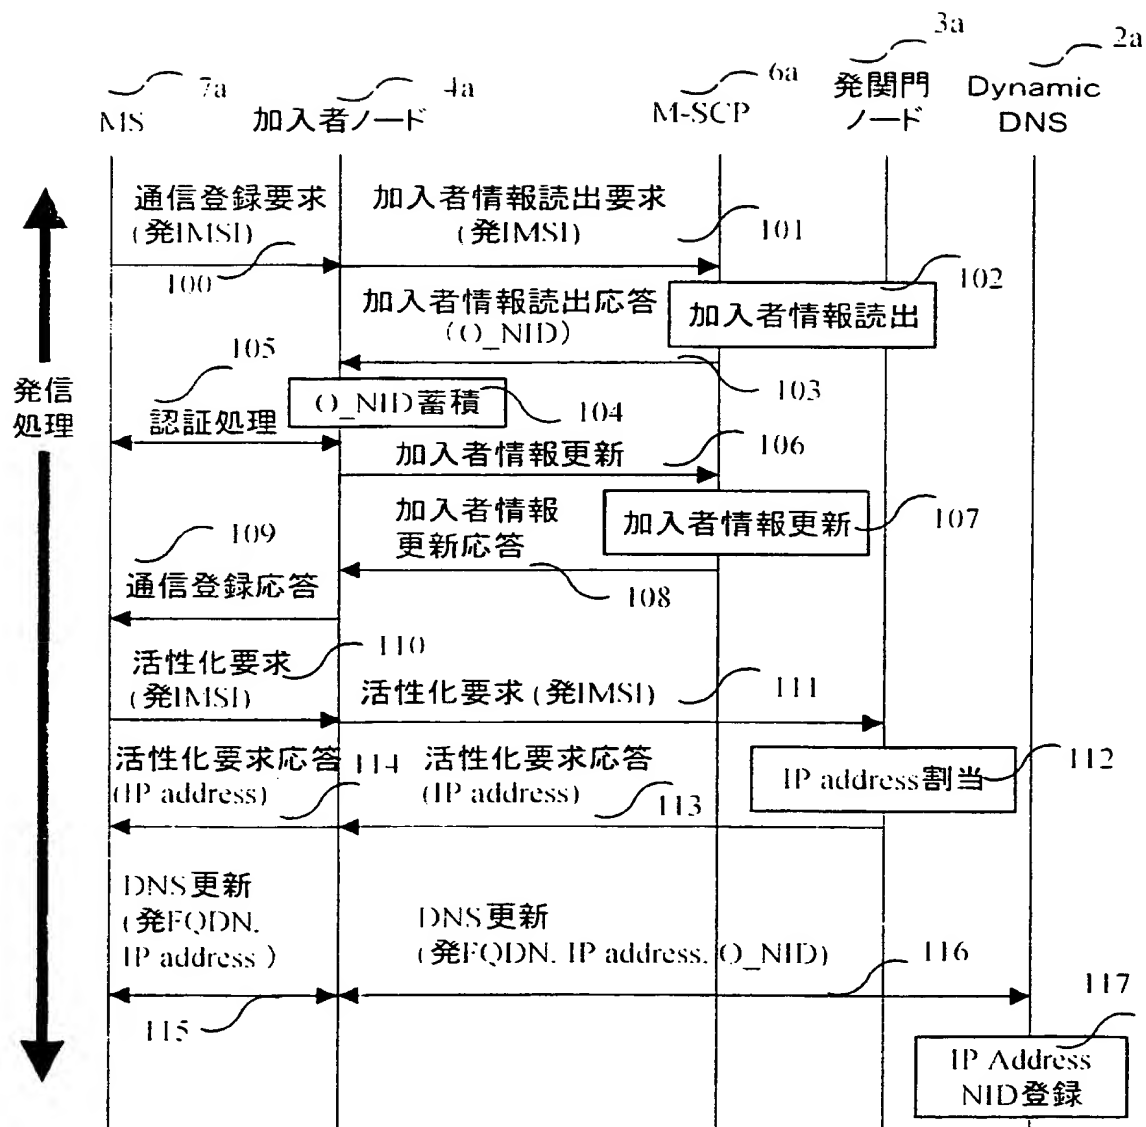 7a
4a
6a
3a
2a
MS
加入者ノード
M-SCP
発関門
ノード
Dynamic
DNS
通信登録要求
(発IMSI)
100
加入者情報読出要求
(発IMSI)
101
102
加入者情報読出
加入者情報読出応答
(O_NID)
103
発信
処理
105
認証処理
O_NID蓄積
104
加入者情報更新
106
加入者情報更新
107
加入者情報
更新応答
108
109
通信登録応答
活性化要求
(発IMSI)
110
活性化要求(発IMSI)
111
IP address割当
112
活性化要求応答
(IP address)
114
活性化要求応答
(IP address)
113
DNS更新
(発FQDN.
IP address)
115
DNS更新
(発FQDN. IP address. O_NID)
116
117
IP Address
NID登録